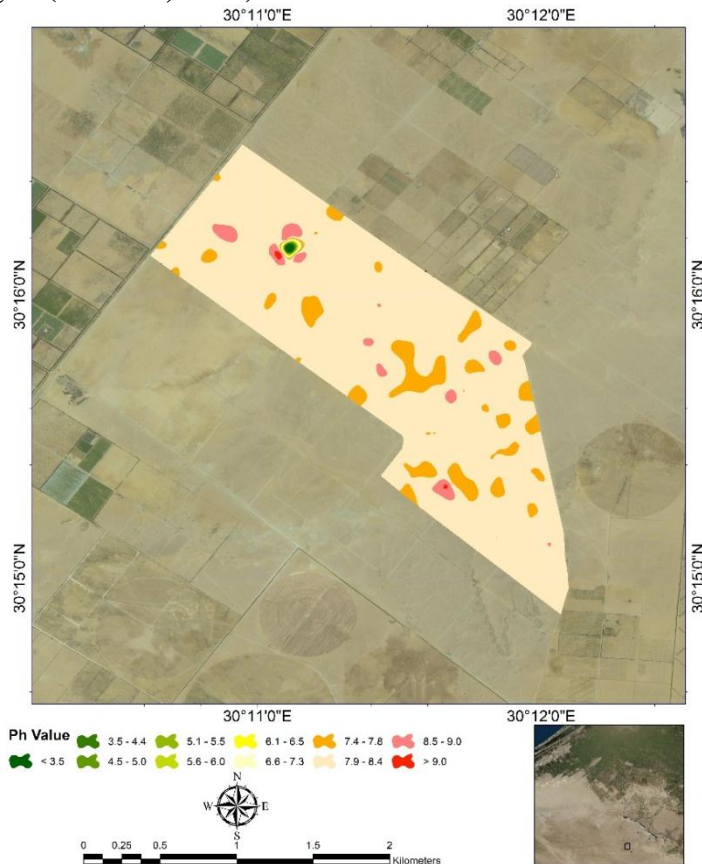 30°11'0"E 30°12'0"E
30°16'0"N 30°16'0"N
30°15'0"N 30°15'0"N
30°11'0"E 30°12'0"E
Ph Value
3.5 - 4.4 5.1 - 5.5 6.1 - 6.5 7.4 - 7.8 8.5 - 9.0
< 3.5 4.5 - 5.0 5.6 - 6.0 6.6 - 7.3 7.9 - 8.4 > 9.0
N
W E
S
0 0.25 0.5 1 1.5 2
Kilometers